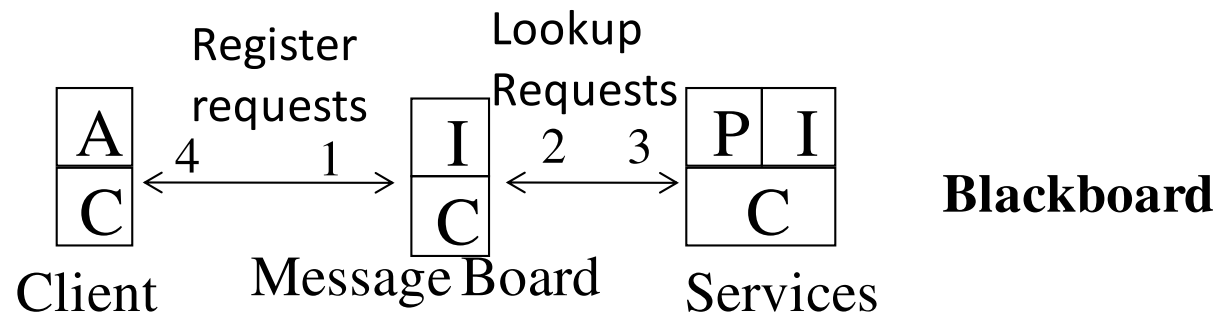 Register
requests
Lookup
Requests
A
C
4 1
I
C
2 3
P I
C
Blackboard
Client
Message Board
Services